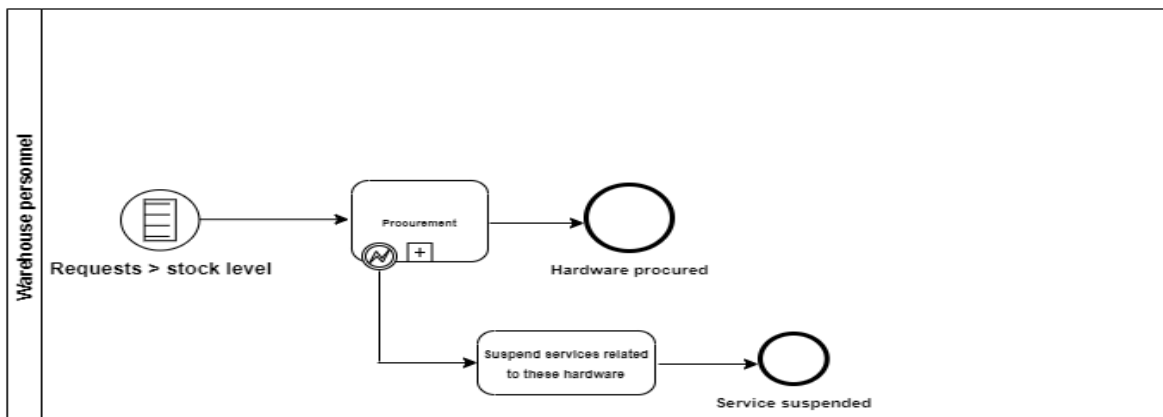 Warehouse personnel
Requests > stock level
Procurement
+
Hardware procured
Suspend services related
to these hardware
Service suspended